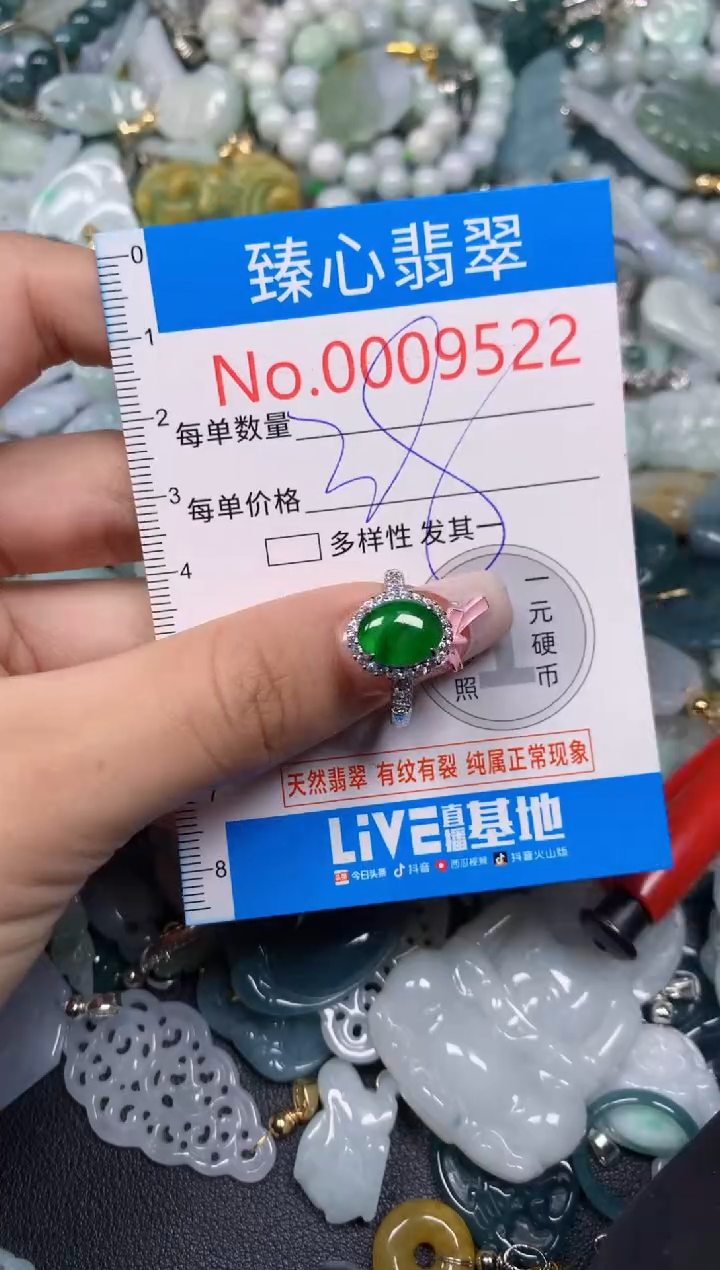 臻心翡翠
No.0009522
每单数量
每单价格
多样性 发其一
一元硬币
照
1
天然翡翠 有纹有裂 纯属正常现象
LiVE直播基地
今日头条 抖音 西瓜视频 抖音火山版
0
1
2
3
4
7
8